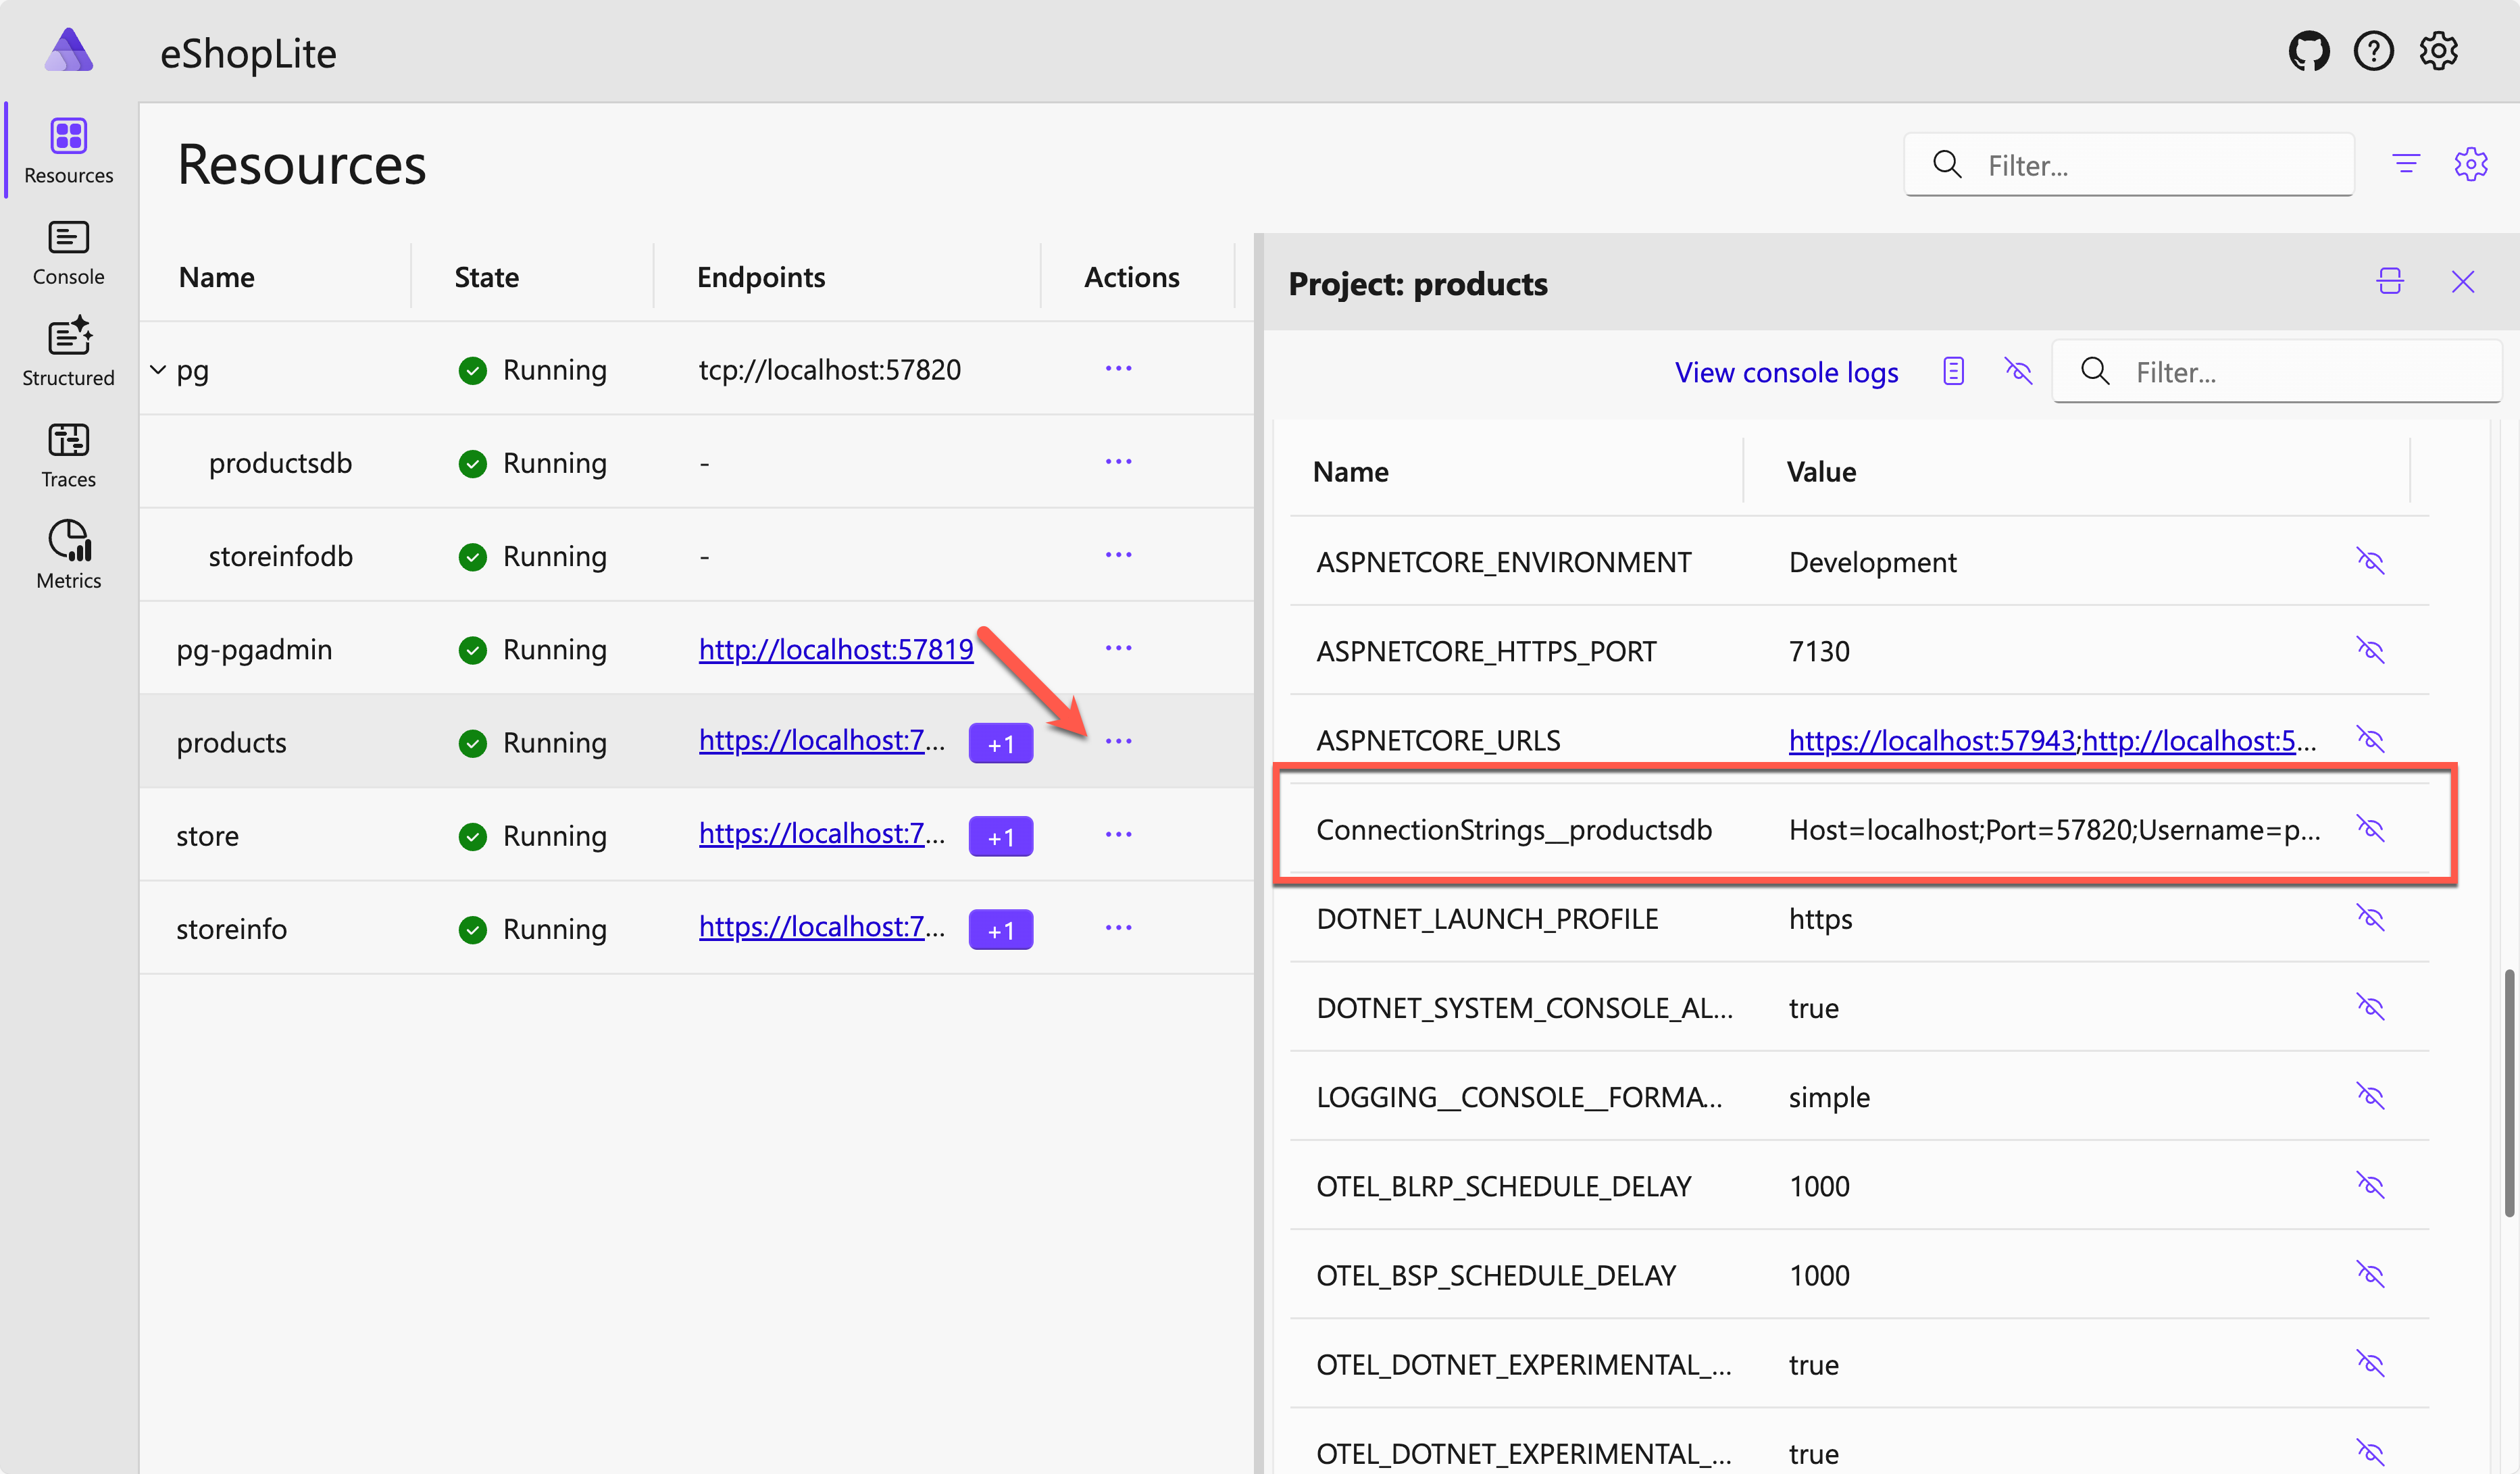 eShopLite
Resources
Console
Structured
Traces
Metrics
Resources
Filter...
Name State Endpoints Actions
pg Running tcp://localhost:57820 ...
productsdb Running - ...
storeinfodb Running - ...
pg-pgadmin Running http://localhost:57819 ...
products Running https://localhost:7... +1 ...
store Running https://localhost:7... +1 ...
storeinfo Running https://localhost:7... +1 ...
Project: products
View console logs Filter...
Name Value
ASPNETCORE_ENVIRONMENT Development
ASPNETCORE_HTTPS_PORT 7130
ASPNETCORE_URLS https://localhost:57943;http://localhost:5...
ConnectionStrings__productsdb Host=localhost;Port=57820;Username=p...
DOTNET_LAUNCH_PROFILE https
DOTNET_SYSTEM_CONSOLE_AL... true
LOGGING__CONSOLE__FORMA... simple
OTEL_BLRP_SCHEDULE_DELAY 1000
OTEL_BSP_SCHEDULE_DELAY 1000
OTEL_DOTNET_EXPERIMENTAL_... true
OTEL_DOTNET_EXPERIMENTAL_... true